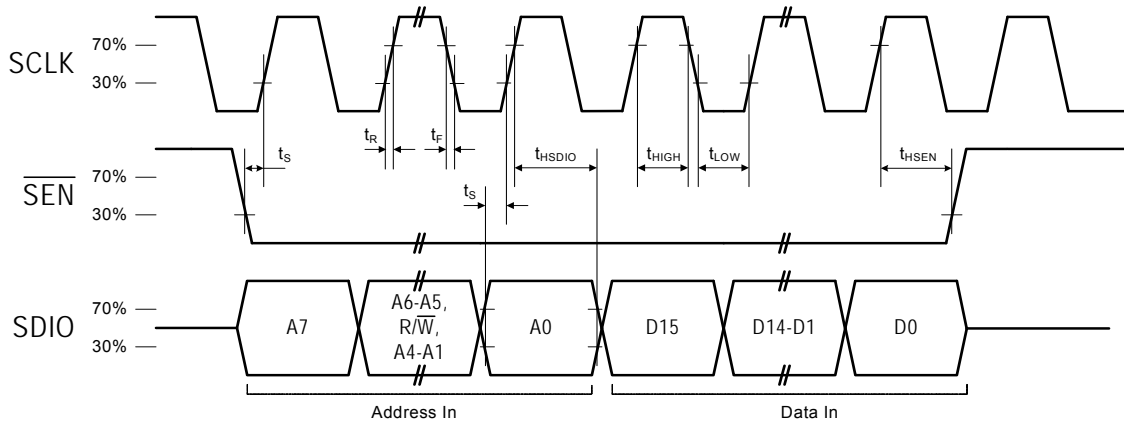 SCLK
70%
30%
tS
tR
tF
tHSDIO
tHIGH
tLOW
tHSEN
SEN
70%
30%
tS
SDIO
70%
30%
A7
A6-A5,
R/W,
A4-A1
A0
D15
D14-D1
D0
Address In
Data In